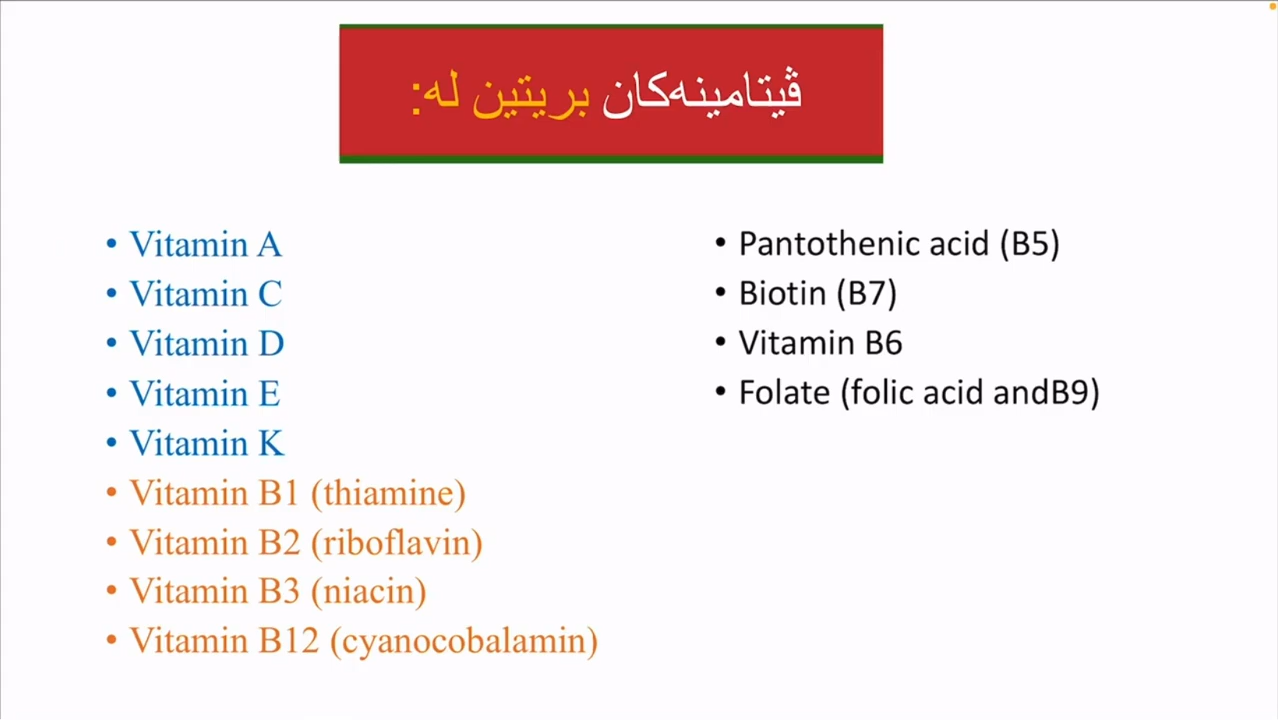 ڤیتامینەکان بریتین لە:
• Vitamin A
• Vitamin C
• Vitamin D
• Vitamin E
• Vitamin K
• Vitamin B1 (thiamine)
• Vitamin B2 (riboflavin)
• Vitamin B3 (niacin)
• Vitamin B12 (cyanocobalamin)
• Pantothenic acid (B5)
• Biotin (B7)
• Vitamin B6
• Folate (folic acid andB9)